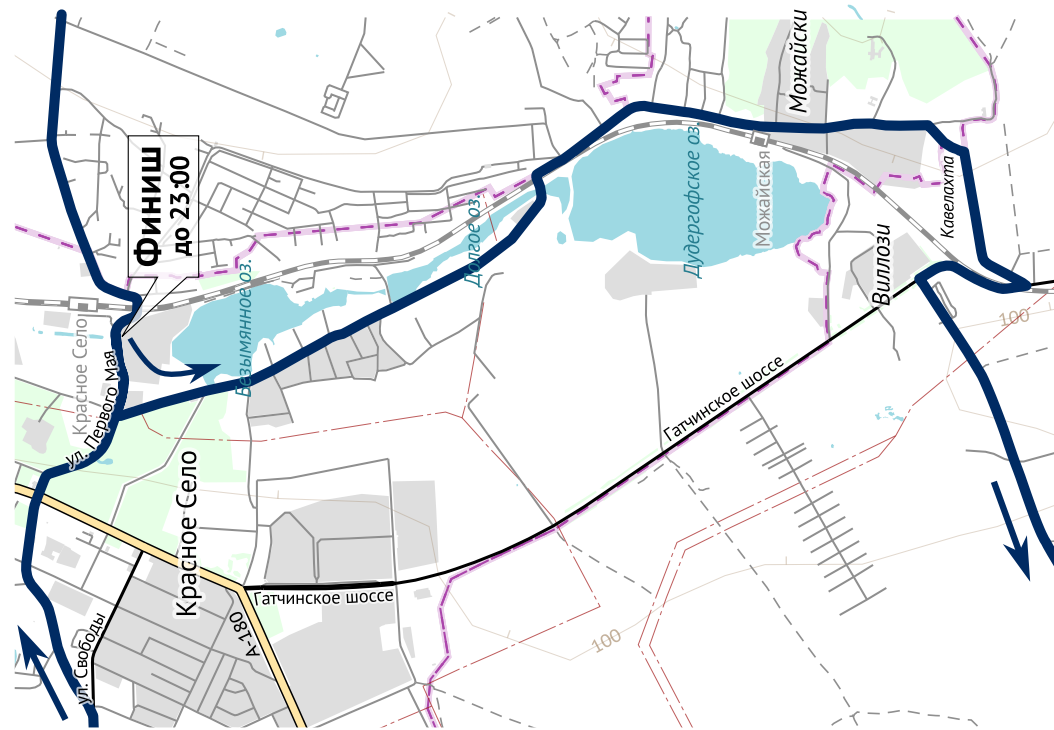 Финиш
до 23:00
Можайски
Дудергофское оз.
Можайская
Кавелахта
Виллози
Долгое оз.
Безымянное оз.
Красное Село
ул. Первого Мая
100
Гатчинское шоссе
Красное Село
Гатчинское шоссе
А-180
ул. Свободы
100